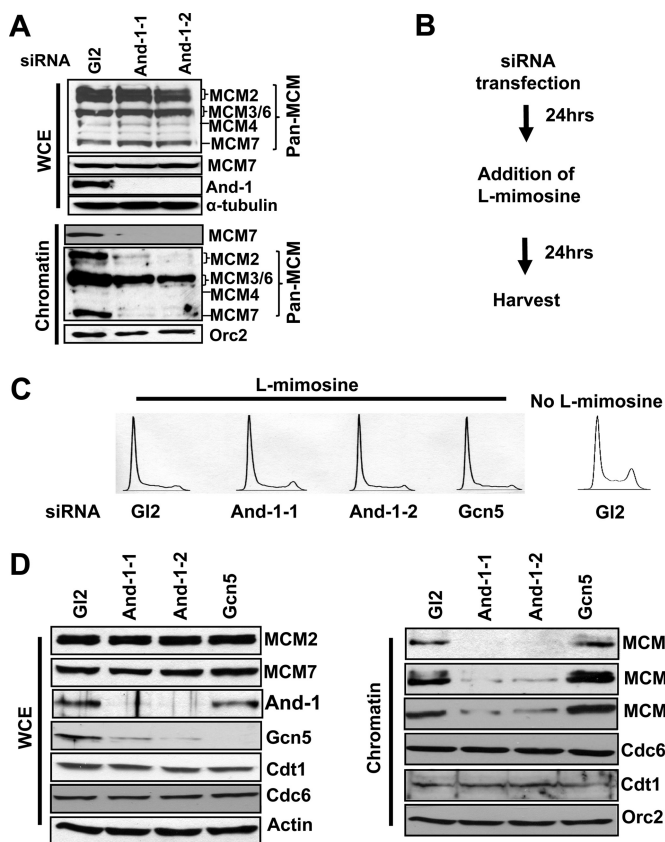 A
siRNA
Gl2
And-1-1
And-1-2
WCE
MCM2
MCM3/6
MCM4
MCM7
Pan-MCM
MCM7
And-1
α-tubulin
Chromatin
MCM7
MCM2
MCM3/6
MCM4
MCM7
Pan-MCM
Orc2
B
siRNA
transfection
24hrs
Addition of
L-mimosine
24hrs
Harvest
C
L-mimosine
No L-mimosine
siRNA
Gl2
And-1-1
And-1-2
Gcn5
Gl2
D
Gl2
And-1-1
And-1-2
Gcn5
WCE
MCM2
MCM7
And-1
Gcn5
Cdt1
Cdc6
Actin
Gl2
And-1-1
And-1-2
Gcn5
Chromatin
MCM
MCM
MCM
Cdc6
Cdt1
Orc2